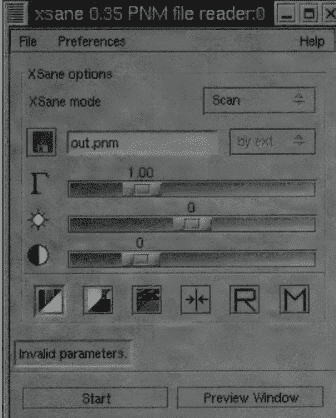 xsane 0.35 PNM file reader:0
File Preferences Help
XSane options
XSane mode Scan
out.pnm by ext
1.00
0
0
R M
Invalid parameters.
Start Preview Window